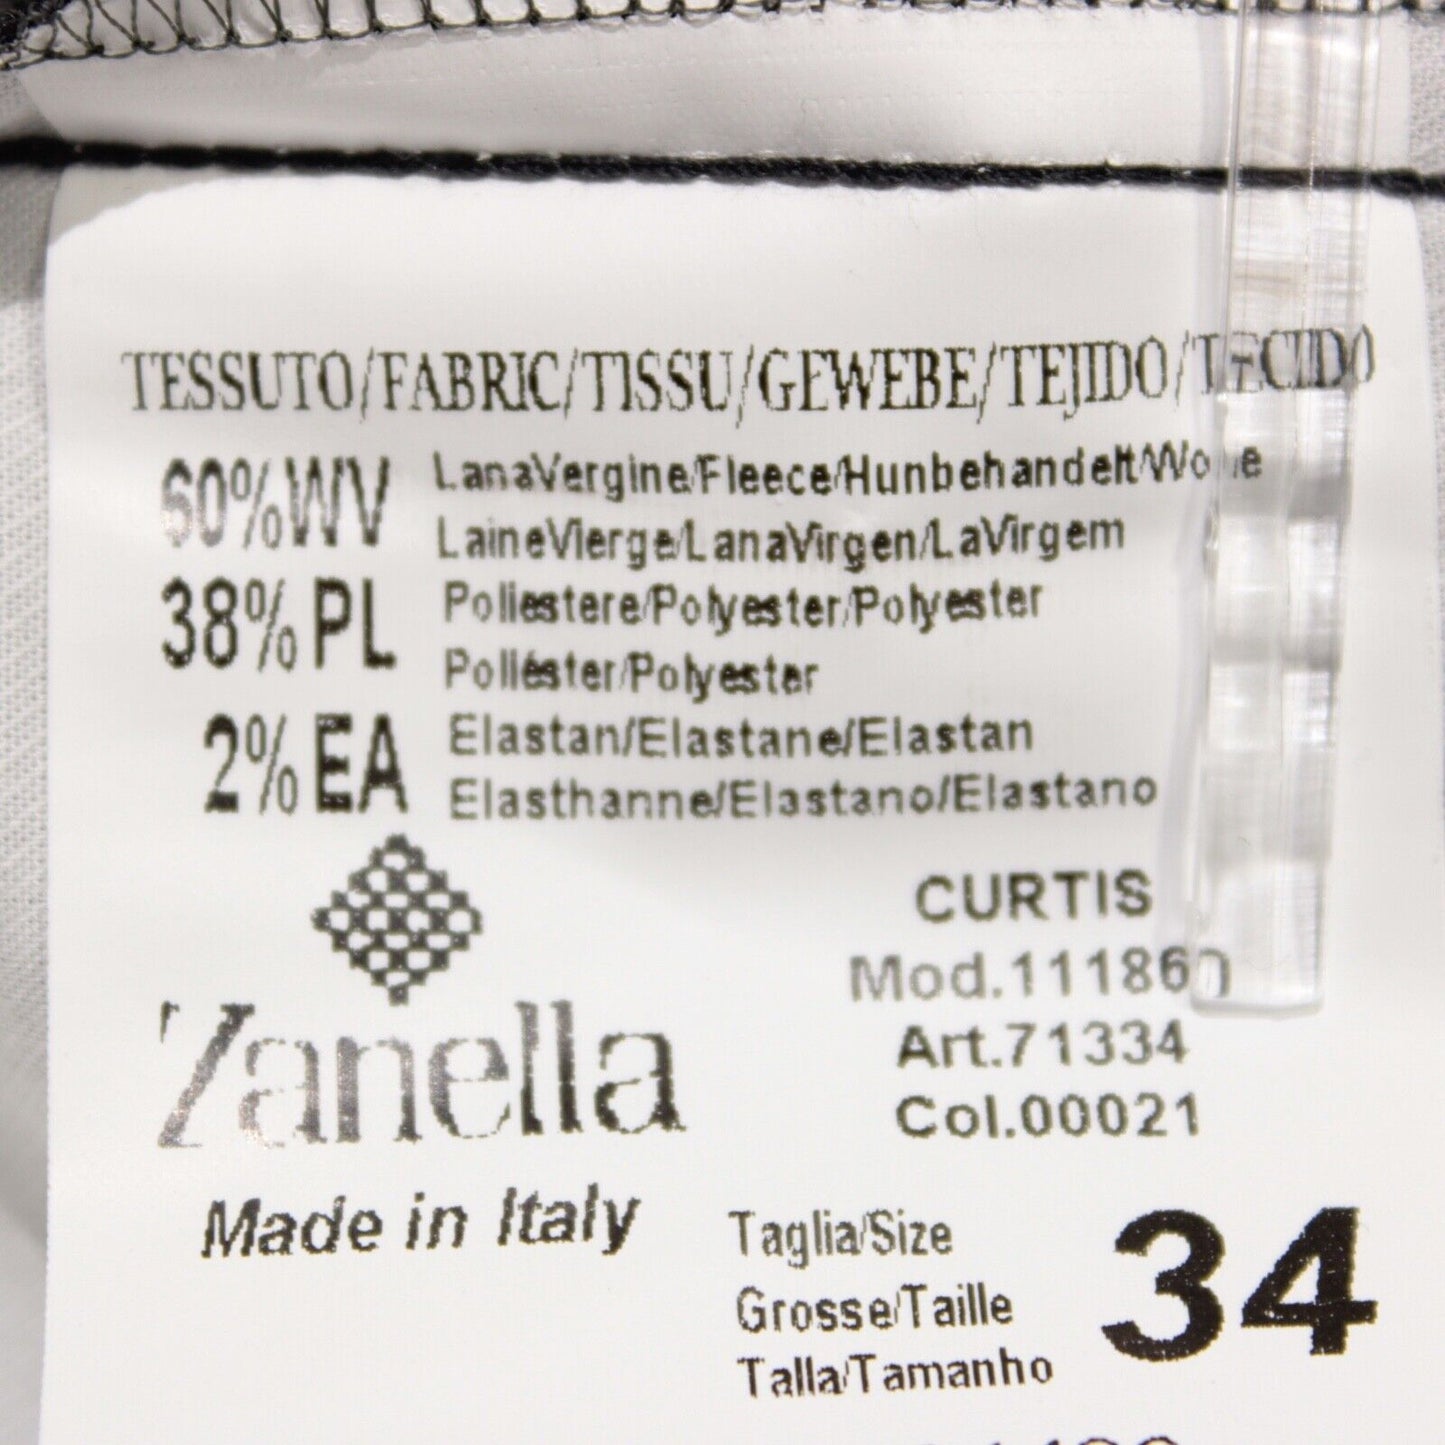 TESSUTO/FABRIC/TISSU/GEWEBE/TEJIDO/TECIDO
60%WV LanaVergine/Fleece/Hunbehandelt/Wolle
LaineVierge/LanaVirgen/LaVirgem
38%PL Poliestere/Polyester/Polyester
Poliéster/Polyester
2%EA Elastan/Elastane/Elastan
Elasthanne/Elastano/Elastano
CURTIS
Mod.111860
Art.71334
Col.00021
Zanella
Made in Italy
Taglia/Size
Grosse/Taille
Talla/Tamanho
34